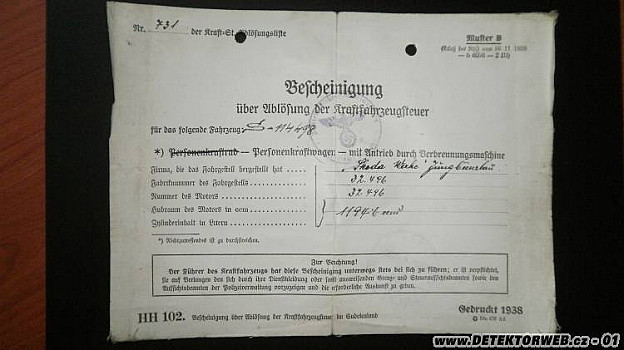 Nr. 731 der Kraft-St. Ablösungsliste
Muster B
Bescheinigung
über Ablösung der Kraftfahrzeugsteuer
für das folgende Fahrzeug: S-114498
*) Personenkraftrad – Personenkraftwagen – mit Antrieb durch Verbrennungsmaschine
Firma, die das Fahrgestell hergestellt hat "Skoda Werke" Jungbunzlau
Fabriknummer des Fahrgestells 32.496
Nummer des Motors 32.496
Hubraum des Motors in ccm
Zylinderinhalt in Litern
*) Nichtzutreffendes ist zu durchstreichen.
Zur Beachtung!
Der Führer des Kraftfahrzeugs hat diese Bescheinigung unterwegs stets bei sich zu führen; er ist verpflichtet,
sie auf Verlangen den sich durch ihre Dienstkleidung oder sonst ausweisenden Grenz- und Steueraufsichtsbeamten sowie den
Aufsichtsbeamten der Polizeiverwaltung vorzuzeigen und die erforderliche Auskunft zu geben.
HH 102. Bescheinigung über Ablösung der Kraftfahrzeugsteuer im Sudetenland
Gedruckt 1938
www.DETEKTORWEB.cz - 01